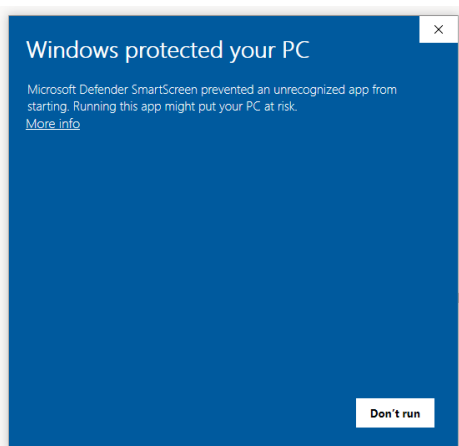 Windows protected your PC
Microsoft Defender SmartScreen prevented an unrecognized app from
starting. Running this app might put your PC at risk.
More info
Don't run